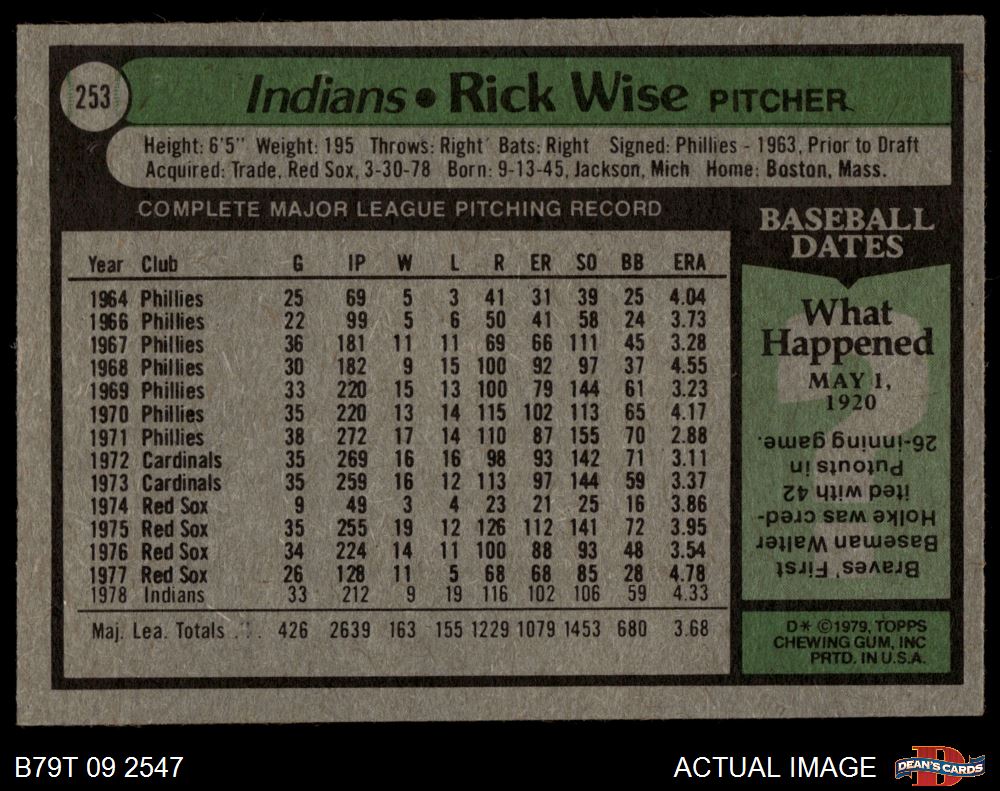 253
Indians • Rick Wise PITCHER
Height: 6'5" Weight: 195 Throws: Right Bats: Right Signed: Phillies - 1963, Prior to Draft
Acquired: Trade, Red Sox, 3-30-78 Born: 9-13-45, Jackson, Mich Home: Boston, Mass.
COMPLETE MAJOR LEAGUE PITCHING RECORD
Year Club G IP W L R ER SO BB ERA
1964 Phillies 25 69 5 3 41 31 39 25 4.04
1966 Phillies 22 99 5 6 50 41 58 24 3.73
1967 Phillies 36 181 11 11 69 66 111 45 3.28
1968 Phillies 30 182 9 15 100 92 97 37 4.55
1969 Phillies 33 220 15 13 100 79 144 61 3.23
1970 Phillies 35 220 13 14 115 102 113 65 4.17
1971 Phillies 38 272 17 14 110 87 155 70 2.88
1972 Cardinals 35 269 16 16 98 93 142 71 3.11
1973 Cardinals 35 259 16 12 113 97 144 59 3.37
1974 Red Sox 9 49 3 4 23 21 25 16 3.86
1975 Red Sox 35 255 19 12 126 112 141 72 3.95
1976 Red Sox 34 224 14 11 100 88 93 48 3.54
1977 Red Sox 26 128 11 5 68 68 85 28 4.78
1978 Indians 33 212 9 19 116 102 106 59 4.33
Maj. Lea. Totals . . . 426 2639 163 155 1229 1079 1453 680 3.68
BASEBALL
DATES
What
Happened
MAY 1,
1920
Braves' First
Baseman Walter
Holke was cred-
ited with 42
Putouts in
26-inning game.
D* ©1979, TOPPS
CHEWING GUM, INC
PRTD. IN U.S.A.
B79T 09 2547
ACTUAL IMAGE
DEAN'S CARDS